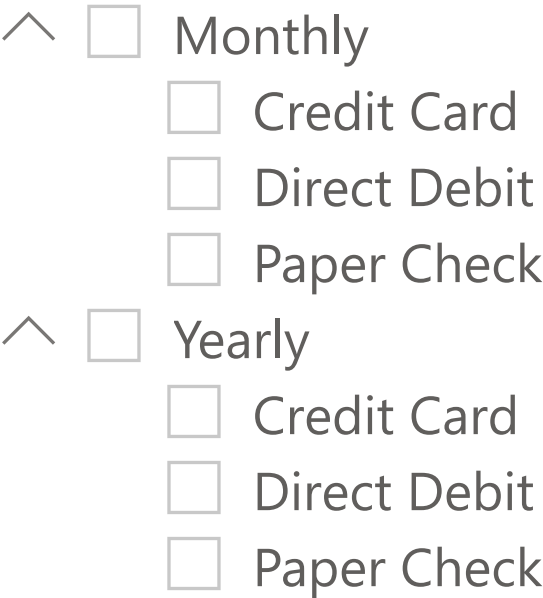 Monthly
Credit Card
Direct Debit
Paper Check
Yearly
Credit Card
Direct Debit
Paper Check